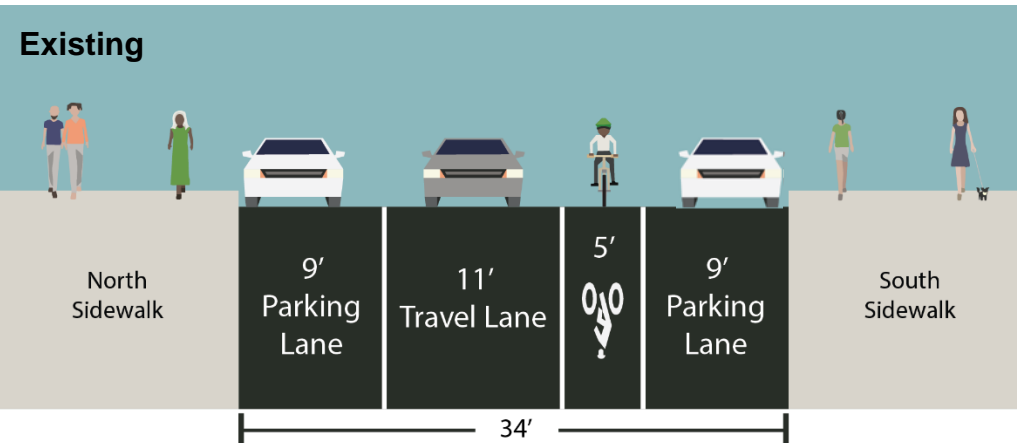 Existing
North
Sidewalk
9′
Parking
Lane
11′
Travel Lane
5′
9′
Parking
Lane
South
Sidewalk
34′